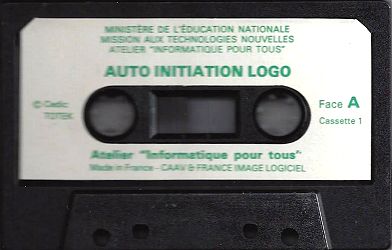 MINISTÈRE DE L'ÉDUCATION NATIONALE
MISSION AUX TECHNOLOGIES NOUVELLES
ATELIER "INFORMATIQUE POUR TOUS"
AUTO INITIATION LOGO
© Cedic
TOTEK
Face A
Cassette 1
Atelier "Informatique pour tous"
Made in France - CAAV & FRANCE IMAGE LOGICIEL